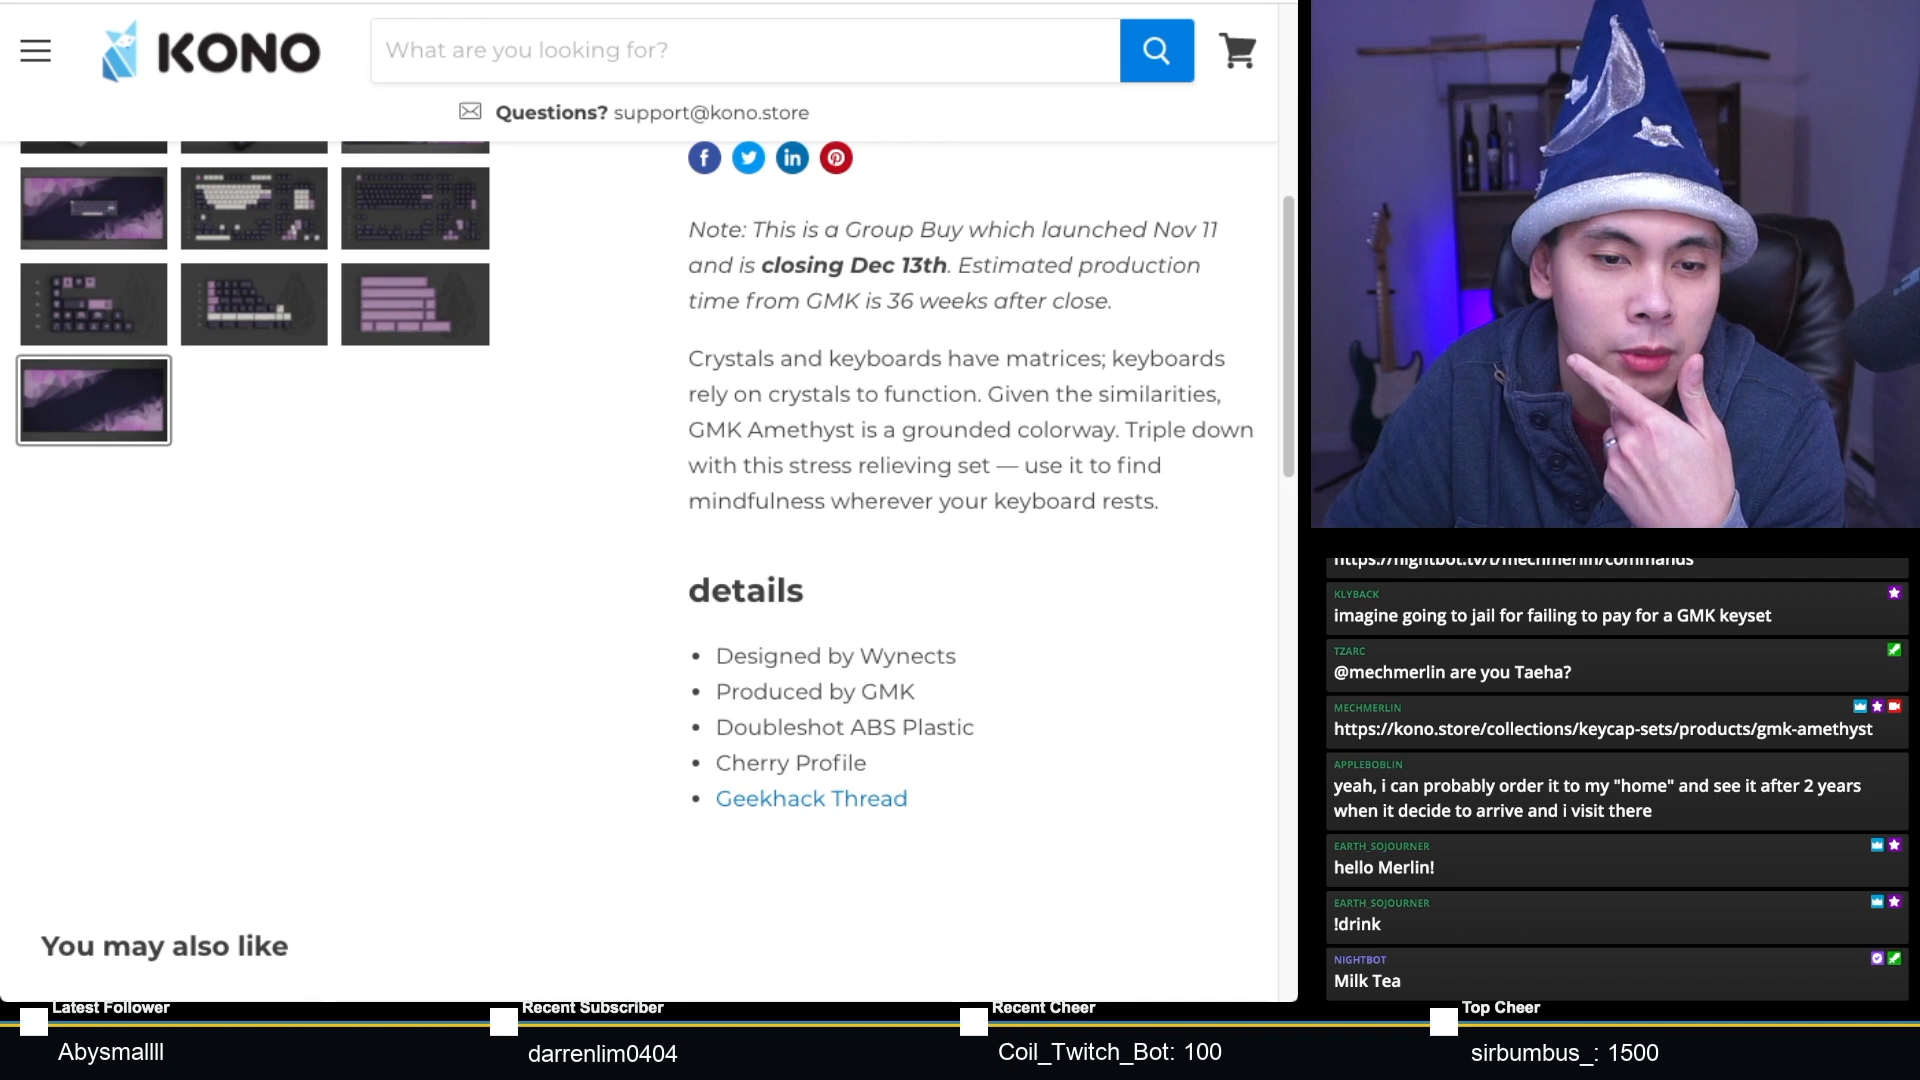 KONO
What are you looking for?
Questions? support@kono.store
Note: This is a Group Buy which launched Nov 11
and is closing Dec 13th. Estimated production
time from GMK is 36 weeks after close.
Crystals and keyboards have matrices; keyboards
rely on crystals to function. Given the similarities,
GMK Amethyst is a grounded colorway. Triple down
with this stress relieving set — use it to find
mindfulness wherever your keyboard rests.
details
• Designed by Wynects
• Produced by GMK
• Doubleshot ABS Plastic
• Cherry Profile
• Geekhack Thread
You may also like
https://nightbot.tv/t/mechmerlin/commands
KLYBACK
imagine going to jail for failing to pay for a GMK keyset
TZARC
@mechmerlin are you Taeha?
MECHMERLIN
https://kono.store/collections/keycap-sets/products/gmk-amethyst
APPLEBOBLIN
yeah, i can probably order it to my "home" and see it after 2 years
when it decide to arrive and i visit there
EARTH_SOJOURNER
hello Merlin!
EARTH_SOJOURNER
!drink
NIGHTBOT
Milk Tea
Latest Follower
Abysmallll
Recent Subscriber
darrenlim0404
Recent Cheer
Coil_Twitch_Bot: 100
Top Cheer
sirbumbus_: 1500